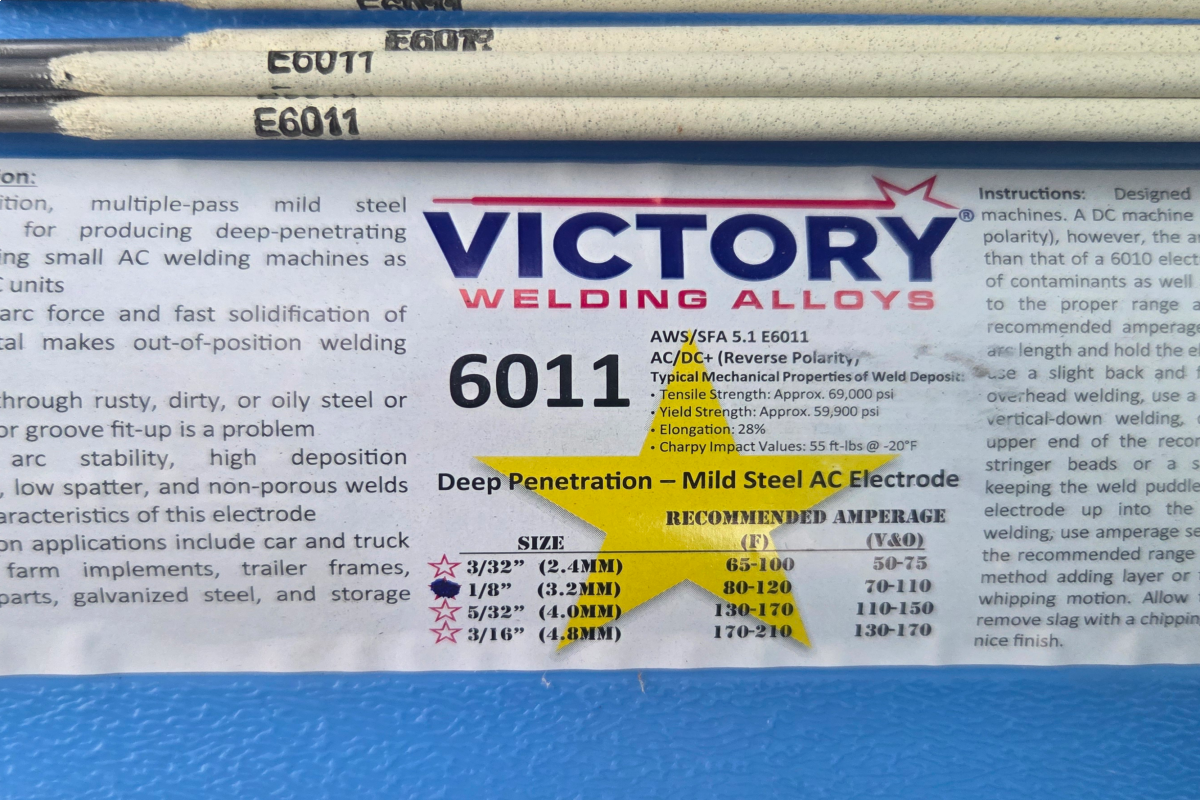 E6011
E6011
E6011
E6011
on:
ition, multiple-pass mild steel
for producing deep-penetrating
ing small AC welding machines as
C units
arc force and fast solidification of
tal makes out-of-position welding
through rusty, dirty, or oily steel or
or groove fit-up is a problem
arc stability, high deposition
, low spatter, and non-porous welds
aracteristics of this electrode
on applications include car and truck
farm implements, trailer frames,
parts, galvanized steel, and storage
VICTORY®
WELDING ALLOYS
6011
AWS/SFA 5.1 E6011
AC/DC+ (Reverse Polarity)
Typical Mechanical Properties of Weld Deposit:
• Tensile Strength: Approx. 69,000 psi
• Yield Strength: Approx. 59,900 psi
• Elongation: 28%
• Charpy Impact Values: 55 ft-lbs @ -20°F
Deep Penetration – Mild Steel AC Electrode
RECOMMENDED AMPERAGE
SIZE (F) (V&O)
3/32” (2.4MM) 65-100 50-75
1/8” (3.2MM) 80-120 70-110
5/32” (4.0MM) 130-170 110-150
3/16” (4.8MM) 170-210 130-170
Instructions: Designed
machines. A DC machine
polarity), however, the a
than that of a 6010 elect
of contaminants as well
to the proper range
recommended amperag
arc length and hold the e
use a slight back and f
overhead welding, use a
vertical-down welding,
upper end of the recor
stringer beads or a s
keeping the weld puddle
electrode up into the
welding, use amperage se
the recommended range
method adding layer or
whipping motion. Allow
remove slag with a chipping
nice finish.